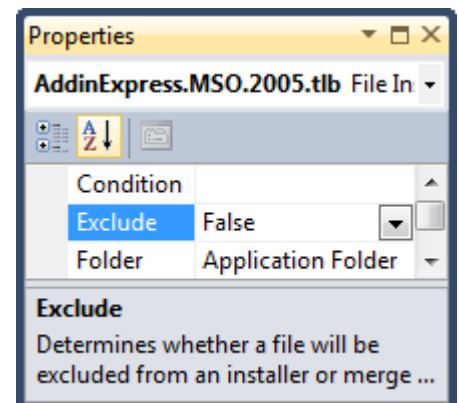 Properties
AddinExpress.MSO.2005.tlb File In
Condition
Exclude False
Folder Application Folder
Exclude
Determines whether a file will be
excluded from an installer or merge ...